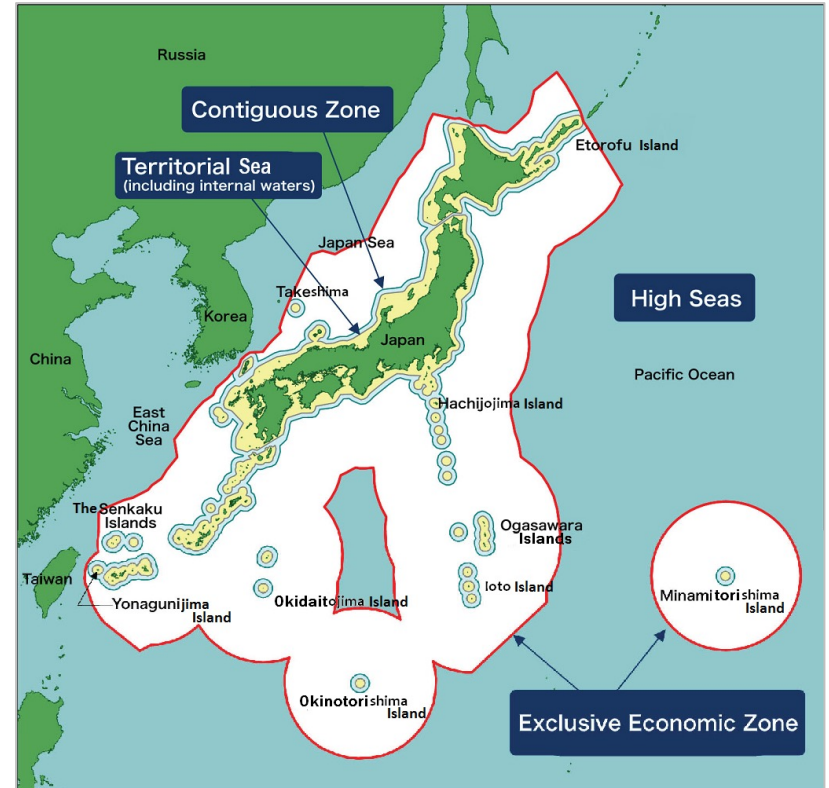 Russia
Contiguous Zone
Territorial Sea
(including internal waters)
Etorofu Island
Japan Sea
Takeshima
High Seas
Korea
Japan
China
Pacific Ocean
Hachijojima Island
East
China
Sea
The Senkaku
Islands
Ogasawara
Islands
Taiwan
Ioto Island
Yonagunijima
Island
Okidaitojima Island
Minamitorishima
Island
Okinotorishima
Island
Exclusive Economic Zone